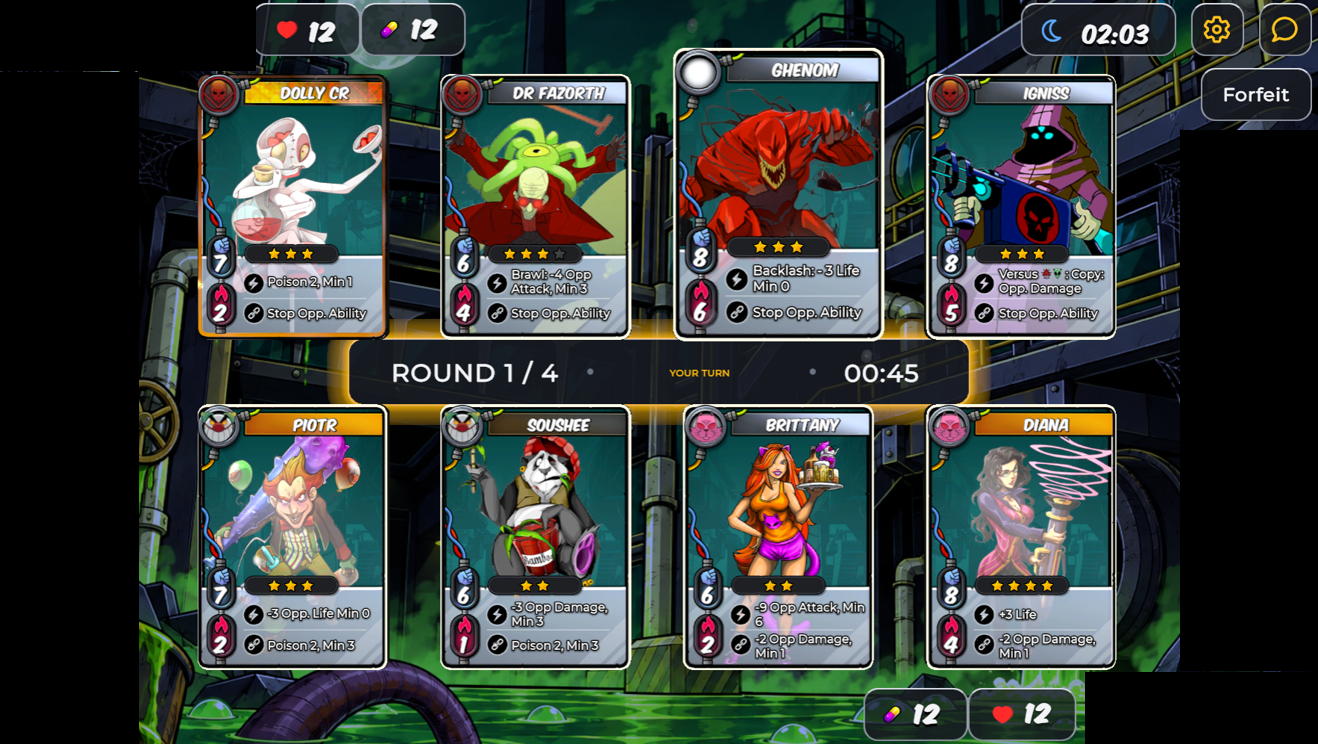 12
12
02:03
Forfeit
DOLLY CR
7
2
Poison 2, Min 1
Stop Opp. Ability
DR FAZORTH
6
4
Brawl: -4 Opp
Attack, Min 3
Stop Opp. Ability
GHENOM
8
6
Backlash: - 3 Life
Min 0
Stop Opp. Ability
IGNISS
8
5
Versus : Copy:
Opp. Damage
Stop Opp. Ability
ROUND 1 / 4
YOUR TURN
00:45
PIOTR
7
2
-3 Opp. Life Min 0
Poison 2, Min 3
SOUSHEE
6
1
-3 Opp Damage,
Min 3
Poison 2, Min 3
BRITTANY
6
2
-9 Opp Attack, Min
6
-2 Opp Damage,
Min 1
DIANA
8
4
+3 Life
-2 Opp Damage,
Min 1
12
12